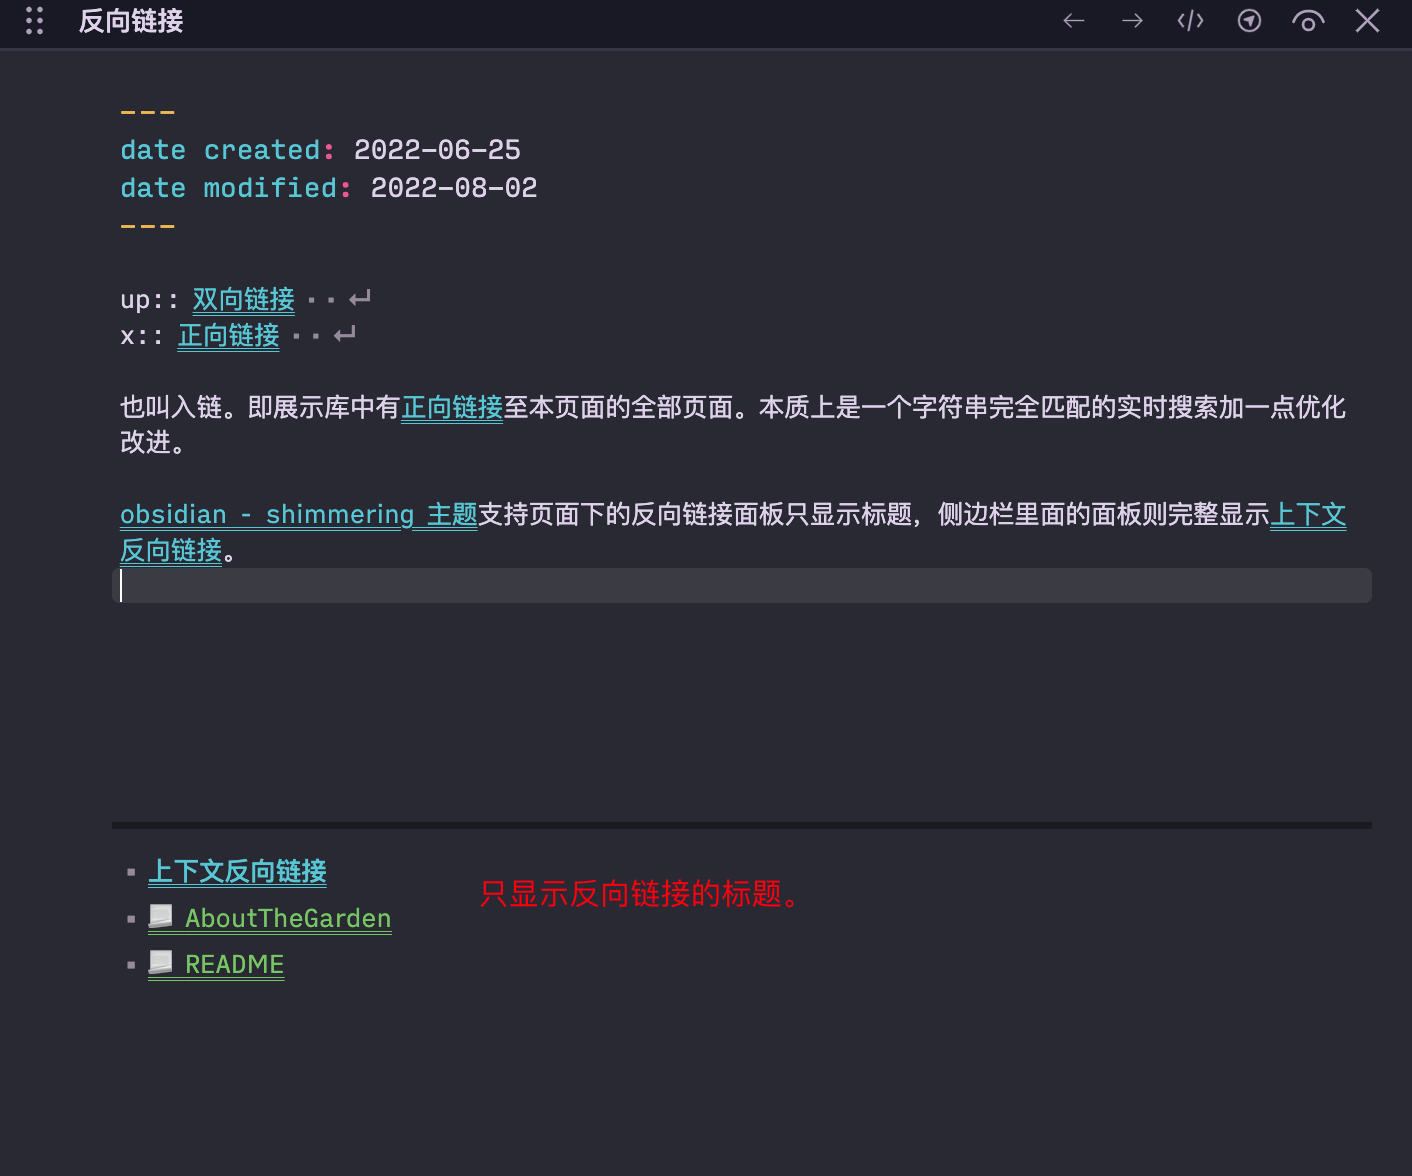 反向链接
---
date created: 2022-06-25
date modified: 2022-08-02
---
up:: 双向链接
x:: 正向链接
也叫入链。即展示库中有正向链接至本页面的全部页面。本质上是一个字符串完全匹配的实时搜索加一点优化
改进。
obsidian - shimmering 主题支持页面下的反向链接面板只显示标题，侧边栏里面的面板则完整显示上下文
反向链接。
上下文反向链接
只显示反向链接的标题。
AboutTheGarden
README